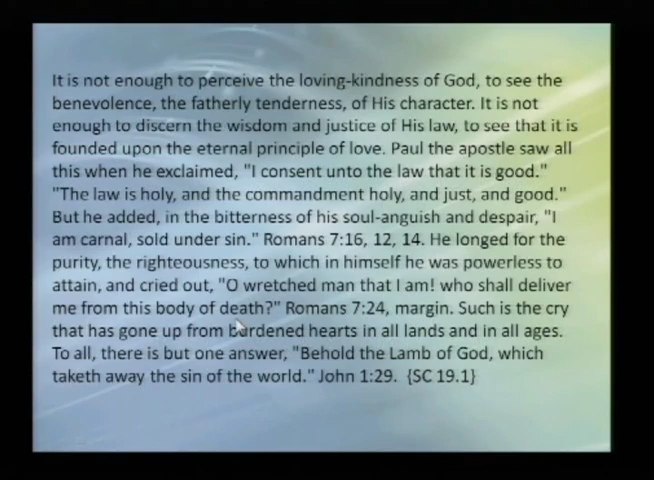 It is not enough to perceive the loving-kindness of God, to see the
benevolence, the fatherly tenderness, of His character. It is not
enough to discern the wisdom and justice of His law, to see that it is
founded upon the eternal principle of love. Paul the apostle saw all
this when he exclaimed, "I consent unto the law that it is good."
"The law is holy, and the commandment holy, and just, and good."
But he added, in the bitterness of his soul-anguish and despair, "I
am carnal, sold under sin." Romans 7:16, 12, 14. He longed for the
purity, the righteousness, to which in himself he was powerless to
attain, and cried out, "O wretched man that I am! who shall deliver
me from this body of death?" Romans 7:24, margin. Such is the cry
that has gone up from burdened hearts in all lands and in all ages.
To all, there is but one answer, "Behold the Lamb of God, which
taketh away the sin of the world." John 1:29.  {SC 19.1}